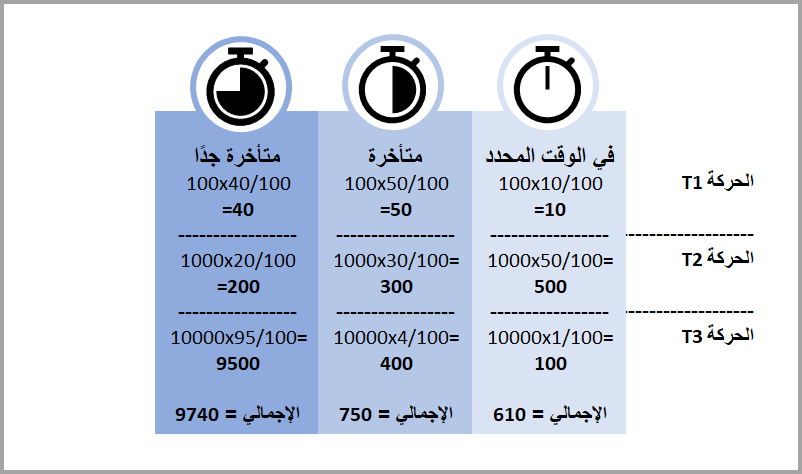 في الوقت المحدد متأخرة متأخرة جدًا
الحركة T1 100x10/100 100x50/100 100x40/100
=10 =50 =40
------------------ ----------------- ----------------- -----------------
الحركة T2 1000x50/100= 1000x30/100= 1000x20/100
500 300 =200
------------------ ----------------- ----------------- -----------------
الحركة T3 10000x1/100= 10000x4/100= 10000x95/100=
100 400 9500
الإجمالي = 610 الإجمالي = 750 الإجمالي = 9740